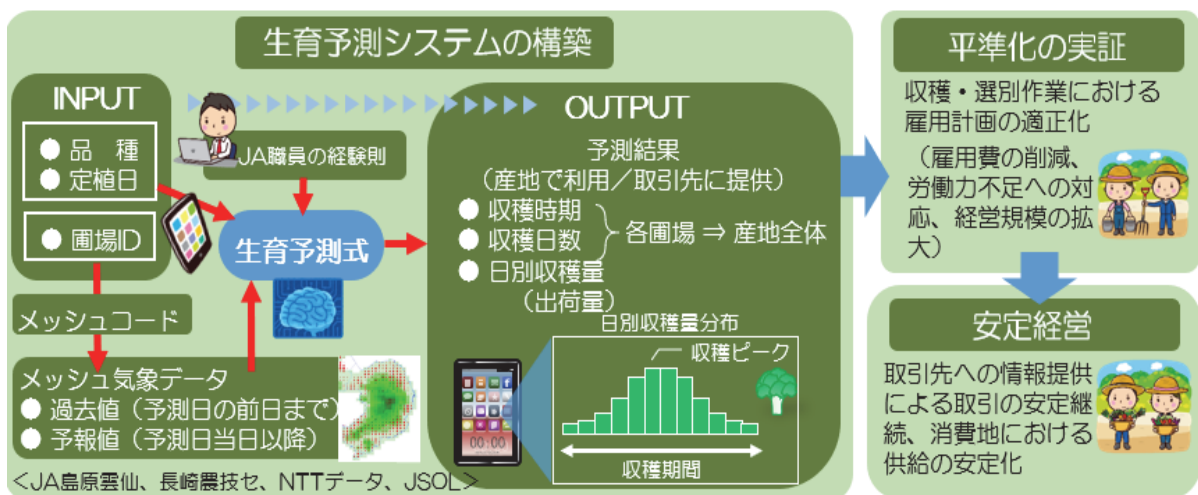 生育予測システムの構築
INPUT
● 品　種
● 定植日
● 圃場ID
JA職員の経験則
生育予測式
メッシュコード
メッシュ気象データ
● 過去値（予測日の前日まで）
● 予報値（予測日当日以降）
＜JA島原雲仙、長崎農技セ、NTTデータ、JSOL＞
OUTPUT
予測結果
（産地で利用／取引先に提供）
● 収穫時期
● 収穫日数
各圃場 ⇒ 産地全体
● 日別収穫量
（出荷量）
日別収穫量分布
収穫ピーク
収穫期間
00:00
平準化の実証
収穫・選別作業における
雇用計画の適正化
（雇用費の削減、
労働力不足への対
応、経営規模の拡
大）
安定経営
取引先への情報提供
による取引の安定継
続、消費地における
供給の安定化